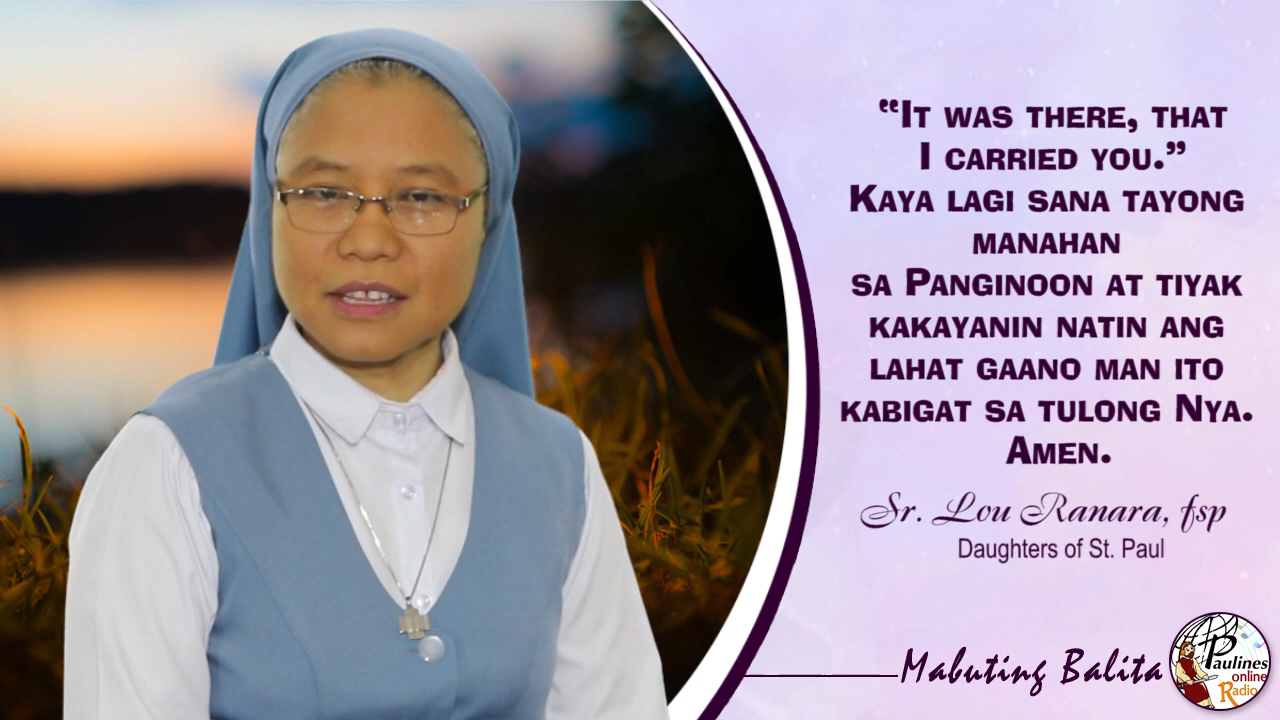 “It was there, that
I carried you.”
Kaya lagi sana tayong
manahan
sa Panginoon at tiyak
kakayanin natin ang
lahat gaano man ito
kabigat sa tulong Nya.
Amen.
Sr. Lou Ranara, fsp
Daughters of St. Paul
Mabuting Balita
Paulines
online
Radio